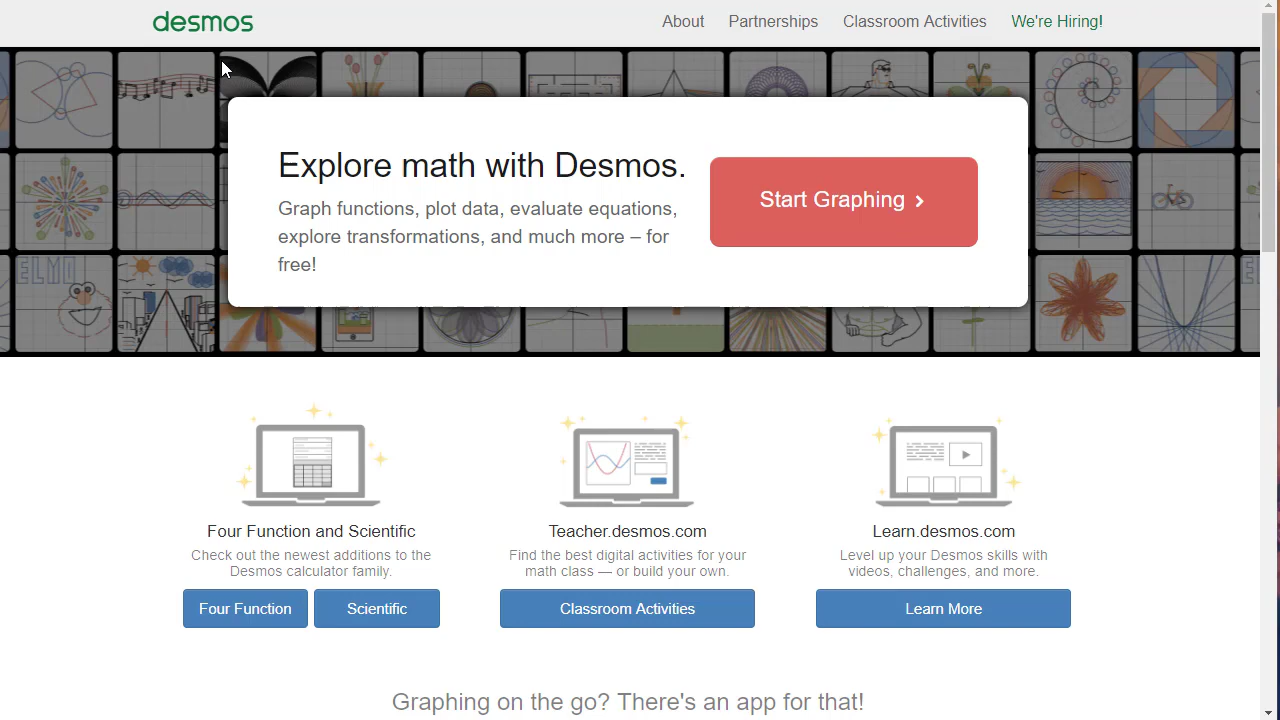 desmos
About
Partnerships
Classroom Activities
We're Hiring!
ELMO
Explore math with Desmos.
Graph functions, plot data, evaluate equations,
explore transformations, and much more – for
free!
Start Graphing
Four Function and Scientific
Check out the newest additions to the
Desmos calculator family.
Four Function
Scientific
Teacher.desmos.com
Find the best digital activities for your
math class — or build your own.
Classroom Activities
Learn.desmos.com
Level up your Desmos skills with
videos, challenges, and more.
Learn More
Graphing on the go? There's an app for that!